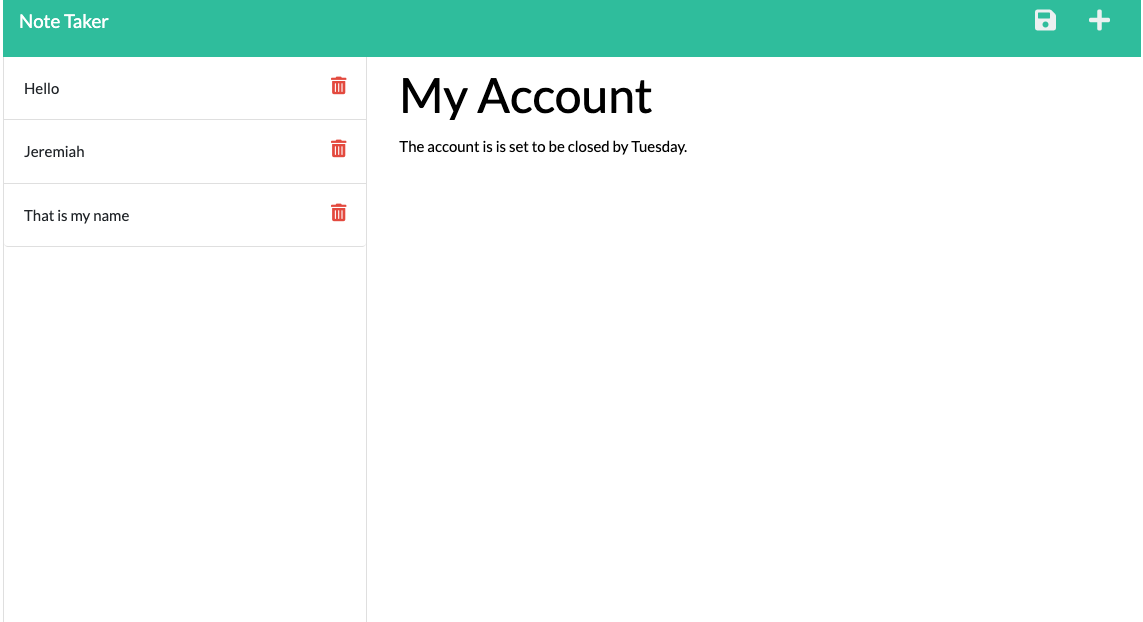 Note Taker
Hello
Jeremiah
That is my name
My Account
The account is is set to be closed by Tuesday.